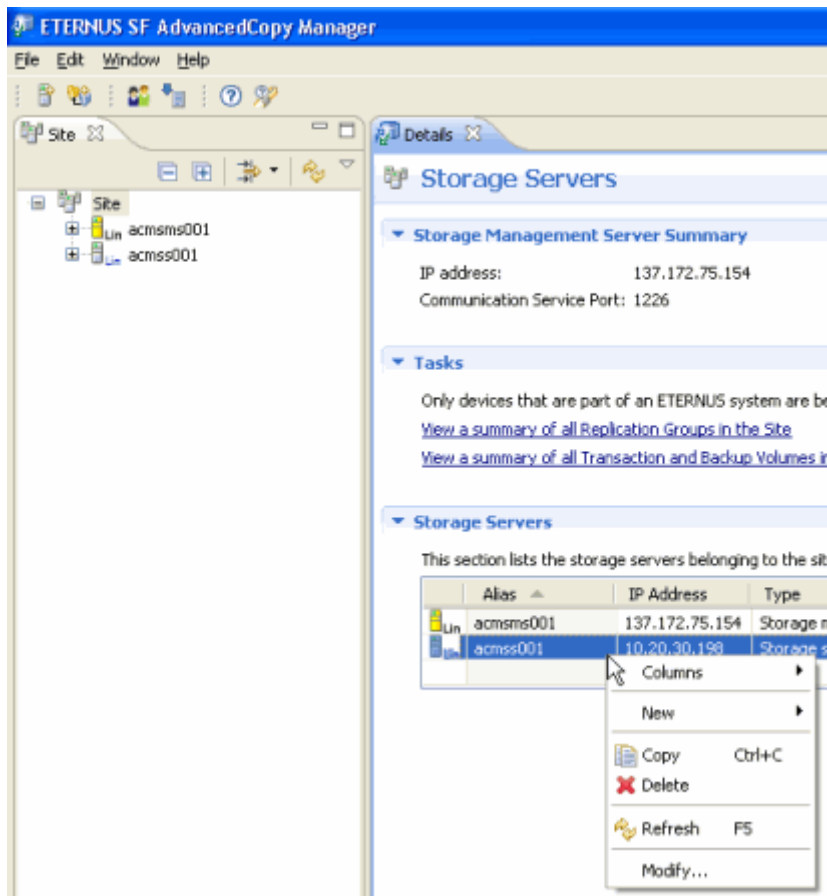 ETERNUS SF AdvancedCopy Manager
File Edit Window Help
Site
Details
Site
Lin acmsms001
Lin acmss001
Storage Servers
Storage Management Server Summary
IP address: 137.172.75.154
Communication Service Port: 1226
Tasks
Only devices that are part of an ETERNUS system are be
View a summary of all Replication Groups in the Site
View a summary of all Transaction and Backup Volumes i
Storage Servers
This section lists the storage servers belonging to the sit
Alias IP Address Type
Lin acmsms001 137.172.75.154 Storage
Lin acmss001 10.20.30.198 Storage s
Columns
New
Copy Ctrl+C
Delete
Refresh F5
Modify...